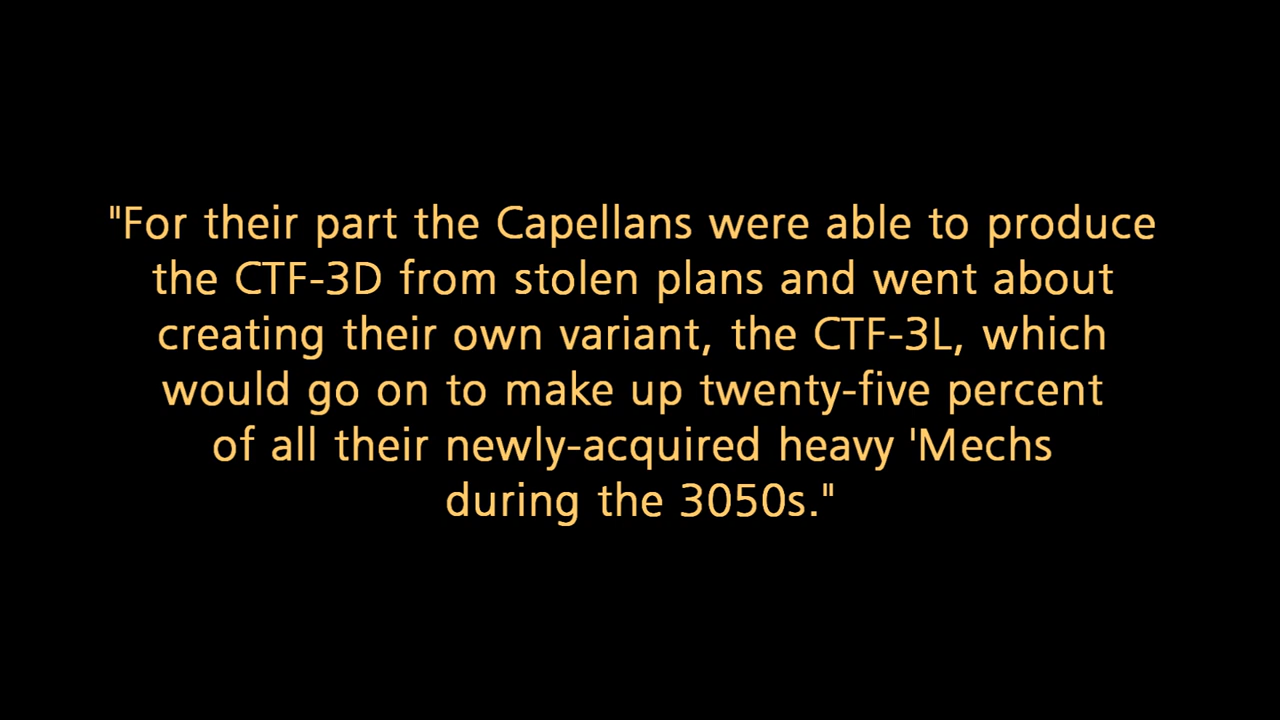 "For their part the Capellans were able to produce
the CTF-3D from stolen plans and went about
creating their own variant, the CTF-3L, which
would go on to make up twenty-five percent
of all their newly-acquired heavy 'Mechs
during the 3050s."